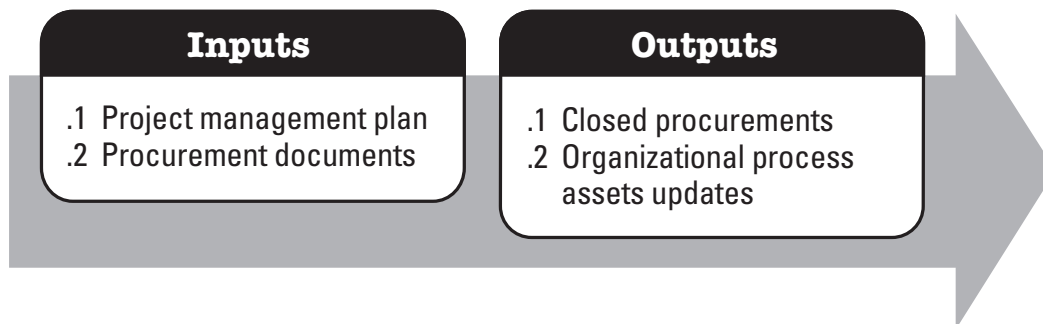 Inputs
.1 Project management plan
.2 Procurement documents
Outputs
.1 Closed procurements
.2 Organizational process
assets updates